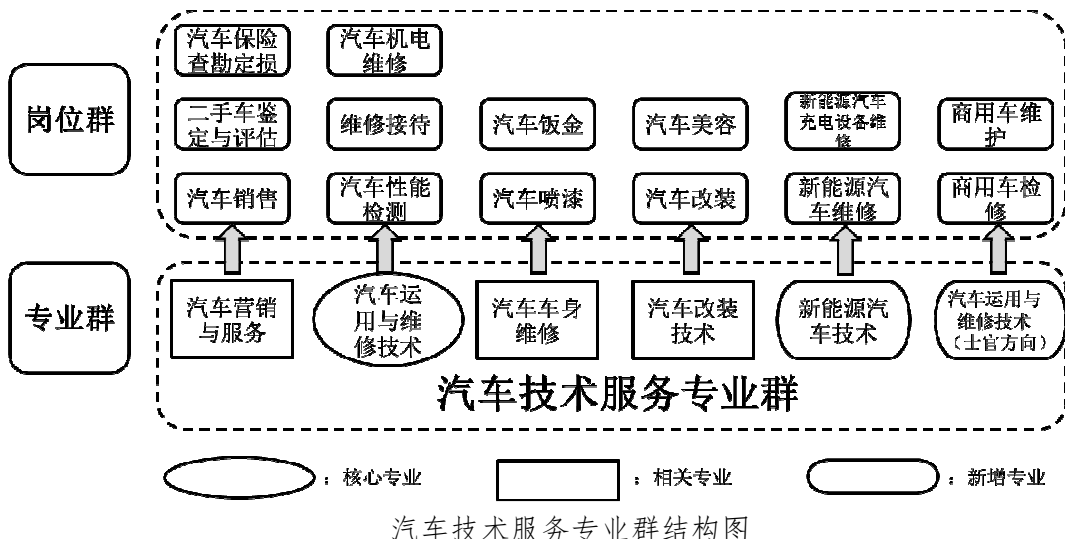 汽车保险
查勘定损
汽车机电
维修
岗位群
二手车鉴
定与评估
维修接待
汽车钣金
汽车美容
新能源汽车
充电设备维
修
商用车维
护
汽车销售
汽车性能
检测
汽车喷漆
汽车改装
新能源汽
车维修
商用车检
修
专业群
汽车营销
与服务
汽车运
用与维
修技术
汽车车身
维修
汽车改装
技术
新能源汽
车技术
汽车运用与
维修技术
（士官方向）
汽车技术服务专业群
：核心专业
：相关专业
：新增专业
汽车技术服务专业群结构图